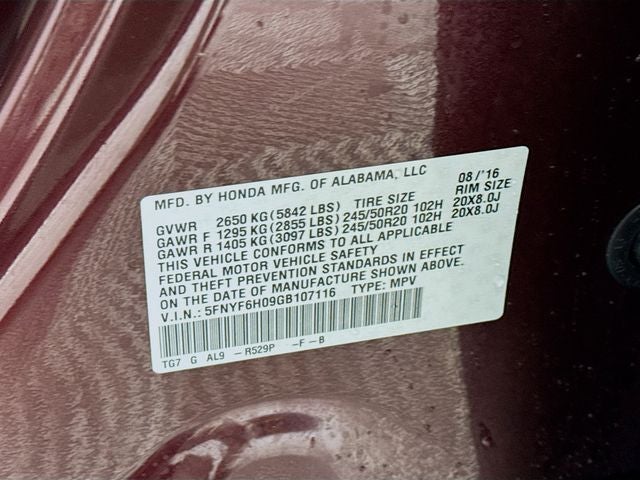 MFD. BY HONDA MFG. OF ALABAMA, LLC 08/'16
GVWR 2650 KG (5842 LBS) TIRE SIZE RIM SIZE
GAWR F 1295 KG (2855 LBS) 245/50R20 102H 20X8.0J
GAWR R 1405 KG (3097 LBS) 245/50R20 102H 20X8.0J
THIS VEHICLE CONFORMS TO ALL APPLICABLE
FEDERAL MOTOR VEHICLE SAFETY
AND THEFT PREVENTION STANDARDS IN EFFECT
ON THE DATE OF MANUFACTURE SHOWN ABOVE.
V.I.N.: 5FNYF6H09GB107116 TYPE: MPV
TG7 G AL9 -R529P -F-B